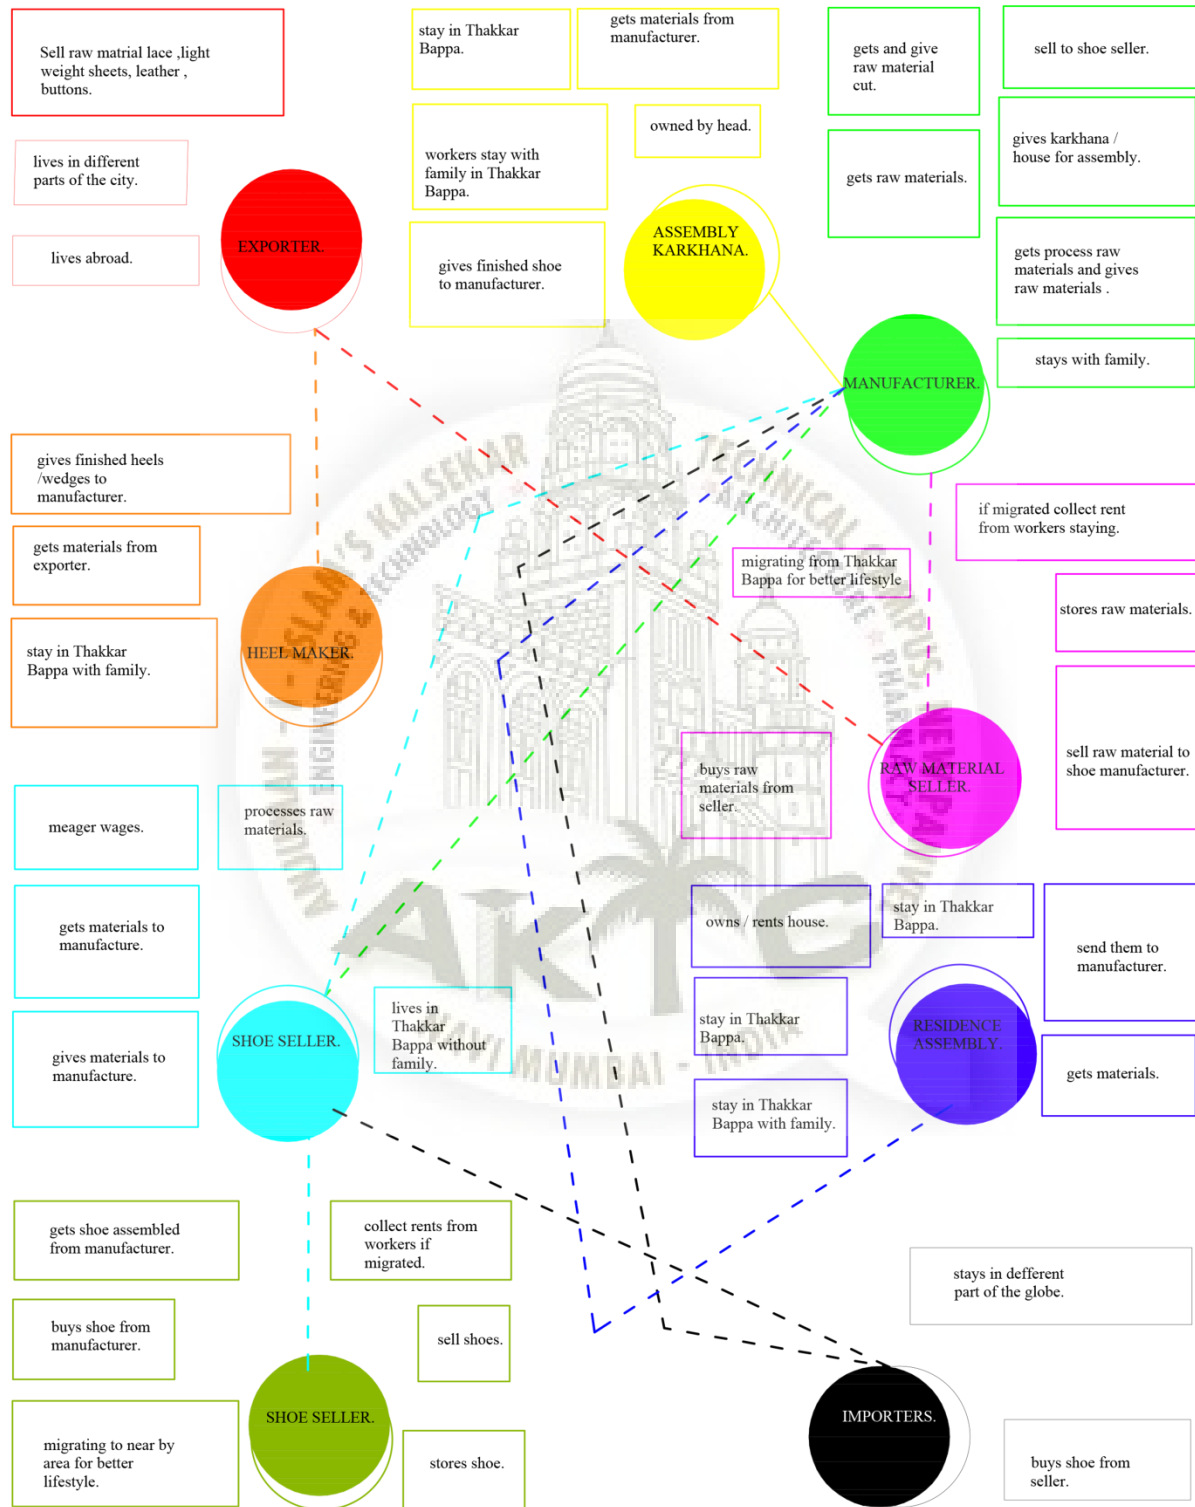 Sell raw matrial lace ,light
weight sheets, leather ,
buttons.
stay in Thakkar
Bappa.
gets materials from
manufacturer.
gets and give
raw material
cut.
sell to shoe seller.
lives in different
parts of the city.
workers stay with
family in Thakkar
Bappa.
owned by head.
gets raw materials.
gives karkhana /
house for assembly.
lives abroad.
EXPORTER.
gives finished shoe
to manufacturer.
ASSEMBLY
KARKHANA.
gets process raw
materials and gives
raw materials .
MANUFACTURER.
stays with family.
gives finished heels
/wedges to
manufacturer.
if migrated collect rent
from workers staying.
gets materials from
exporter.
migrating from Thakkar
Bappa for better lifestyle
stores raw materials.
stay in Thakkar
Bappa with family.
HEEL MAKER.
buys raw
materials from
seller.
RAW MATERIAL
SELLER.
sell raw material to
shoe manufacturer.
meager wages.
processes raw
materials.
gets materials to
manufacture.
owns / rents house.
stay in Thakkar
Bappa.
send them to
manufacturer.
gives materials to
manufacture.
SHOE SELLER.
lives in
Thakkar
Bappa without
family.
stay in Thakkar
Bappa.
RESIDENCE
ASSEMBLY.
gets materials.
stay in Thakkar
Bappa with family.
gets shoe assembled
from manufacturer.
collect rents from
workers if
migrated.
stays in defferent
part of the globe.
buys shoe from
manufacturer.
sell shoes.
SHOE SELLER.
IMPORTERS.
migrating to near by
area for better
lifestyle.
stores shoe.
buys shoe from
seller.
AKTC
NAVI MUMBAI - INDIA